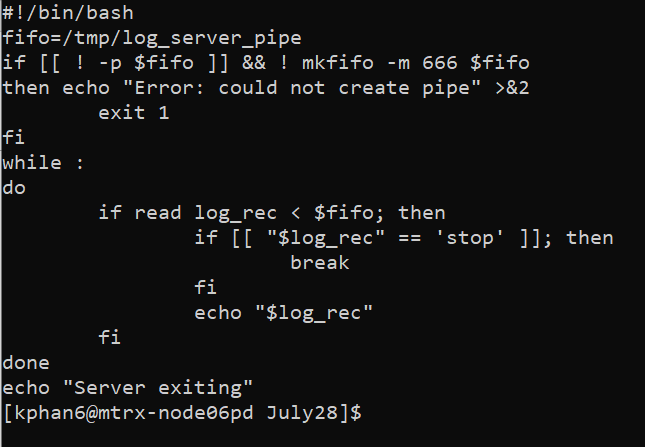 #!/bin/bash
fifo=/tmp/log_server_pipe
if [[ ! -p $fifo ]] && ! mkfifo -m 666 $fifo
then echo "Error: could not create pipe" >&2
        exit 1
fi
while :
do
        if read log_rec < $fifo; then
                if [[ "$log_rec" == 'stop' ]]; then
                        break
                fi
                echo "$log_rec"
        fi
done
echo "Server exiting"
[kphan6@mtrx-node06pd July28]$